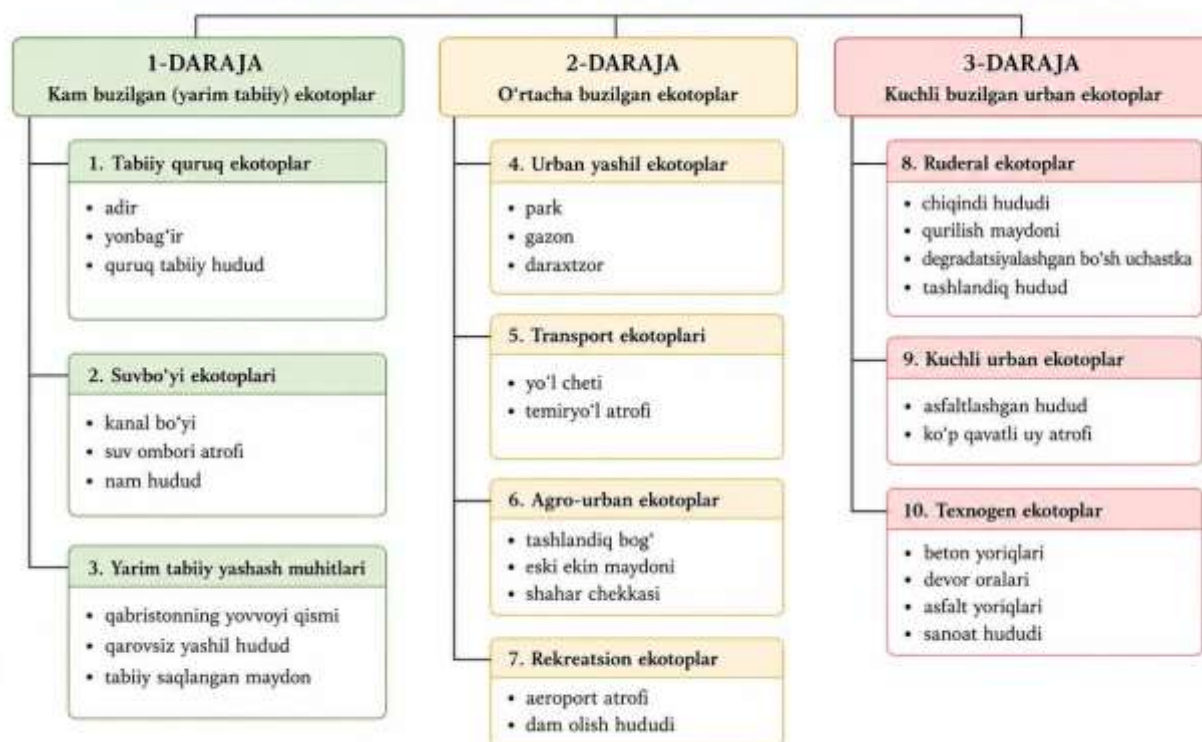 1-DARAJA
Kam buzilgan (yarim tabiiy) ekotoplar
1. Tabiiy quruq ekotoplar
• adir
• yonbag‘ir
• quruq tabiiy hudud
2. Suvbo‘yi ekotoplari
• kanal bo‘yi
• suv ombori atrofi
• nam hudud
3. Yarim tabiiy yashash muhitlari
• qabristonning yovvoyi qismi
• qarovsiz yashil hudud
• tabiiy saqlangan maydon
2-DARAJA
O‘rtacha buzilgan ekotoplar
4. Urban yashil ekotoplar
• park
• gazon
• daraxtzor
5. Transport ekotoplari
• yo‘l cheti
• temiryo‘l atrofi
6. Agro-urban ekotoplar
• tashlandiq bog‘
• eski ekin maydoni
• shahar chekkasi
7. Rekreatsion ekotoplar
• aeroport atrofi
• dam olish hududi
3-DARAJA
Kuchli buzilgan urban ekotoplar
8. Ruderal ekotoplar
• chiqindi hududi
• qurilish maydoni
• degradatsiyalashgan bo‘sh uchastka
• tashlandiq hudud
9. Kuchli urban ekotoplar
• asfaltlashgan hudud
• ko‘p qavatli uy atrofi
10. Texnogen ekotoplar
• beton yoriqlari
• devor oralari
• asfalt yoriqlari
• sanoat hududi